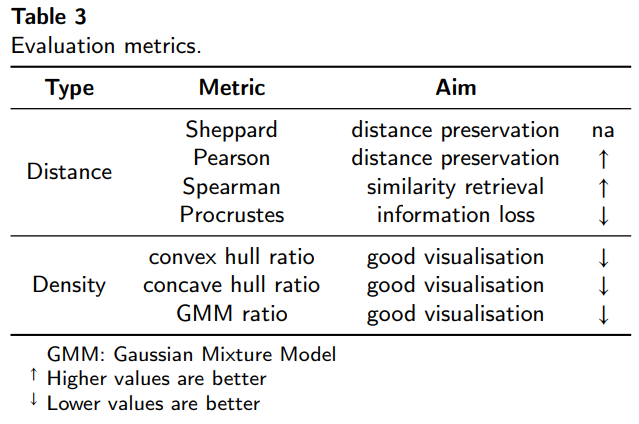 Table 3
Evaluation metrics.
Type Metric Aim
Sheppard distance preservation na
Pearson distance preservation ↑
Distance
Spearman similarity retrieval ↑
Procrustes information loss ↓
convex hull ratio good visualisation ↓
Density concave hull ratio good visualisation ↓
GMM ratio good visualisation ↓
GMM: Gaussian Mixture Model
↑ Higher values are better
↓ Lower values are better